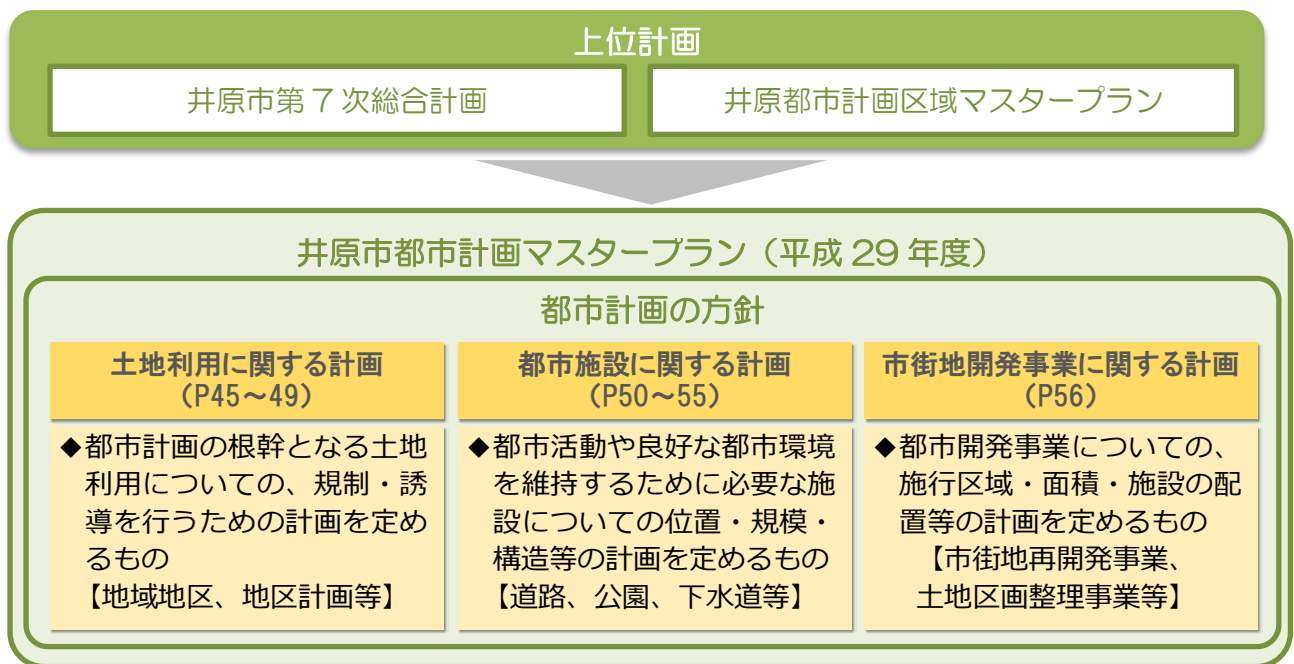 上位計画
井原市第7次総合計画
井原都市計画区域マスタープラン
井原市都市計画マスタープラン（平成 29 年度）
都市計画の方針
土地利用に関する計画
（P45～49）
◆都市計画の根幹となる土地
利用についての、規制・誘
導を行うための計画を定め
るもの
【地域地区、地区計画等】
都市施設に関する計画
（P50～55）
◆都市活動や良好な都市環境
を維持するために必要な施
設についての位置・規模・
構造等の計画を定めるもの
【道路、公園、下水道等】
市街地開発事業に関する計画
（P56）
◆都市開発事業についての、
施行区域・面積・施設の配
置等の計画を定めるもの
【市街地再開発事業、
土地区画整理事業等】